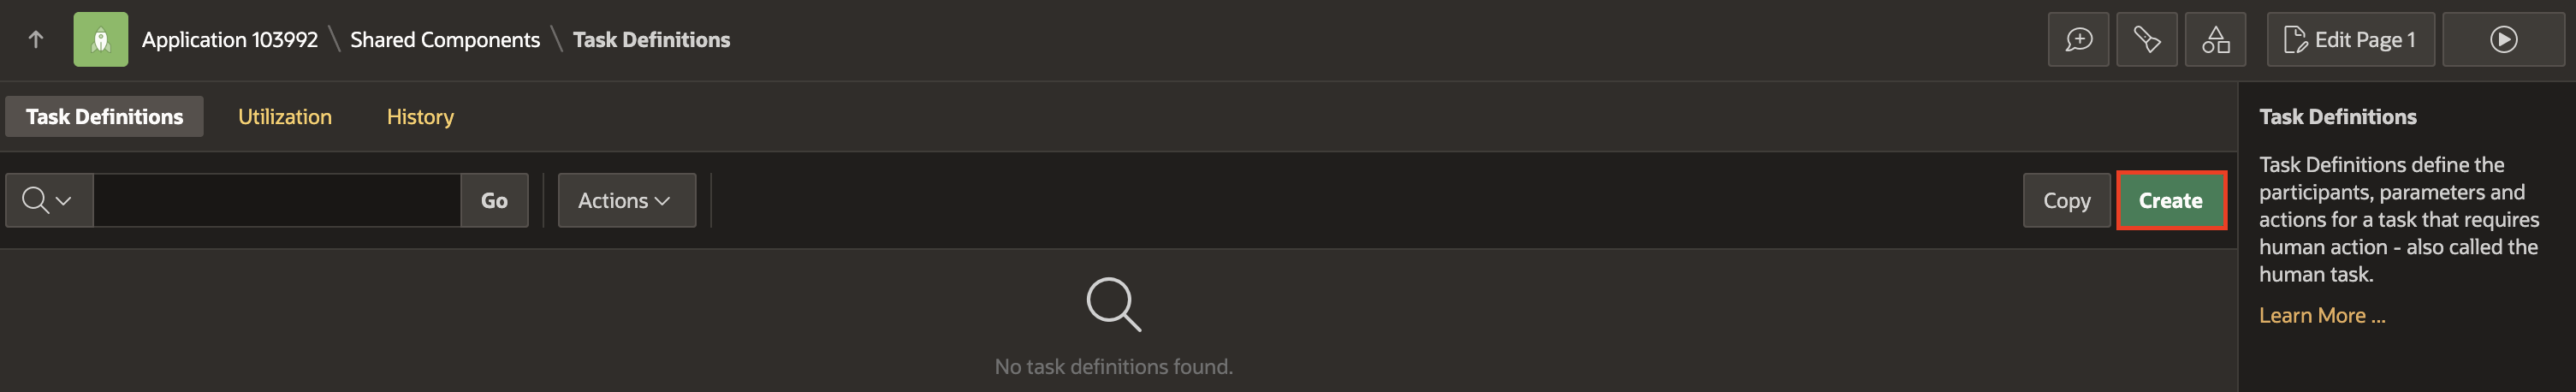 Application 103992 \ Shared Components \ Task Definitions
Edit Page 1
Task Definitions
Utilization
History
Go
Actions
Copy
Create
No task definitions found.
Task Definitions
Task Definitions define the
participants, parameters and
actions for a task that requires
human action - also called the
human task.
Learn More ...